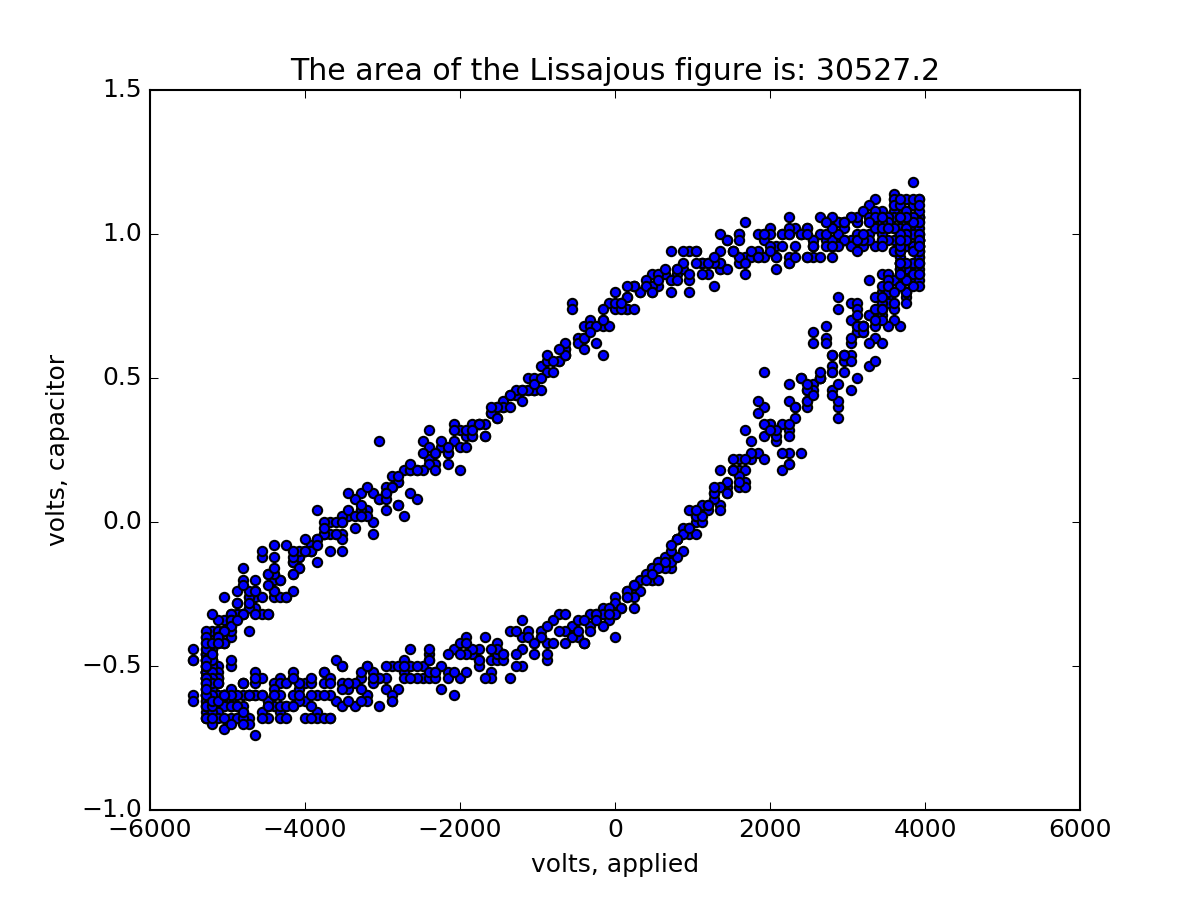 The area of the Lissajous figure is: 30527.2
1.5
1.0
0.5
0.0
−0.5
−1.0
−6000 −4000 −2000 0 2000 4000 6000
volts, capacitor
volts, applied